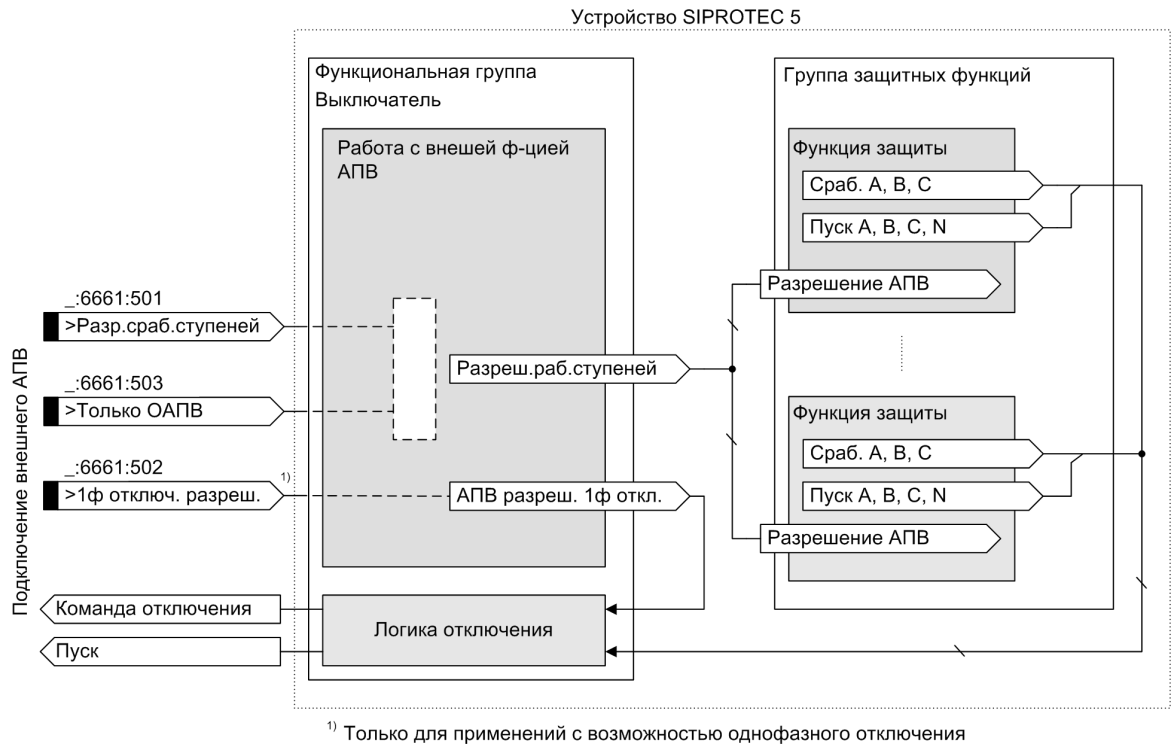 Устройство SIPROTEC 5
Функциональная группа
Выключатель
Работа с внешей ф-цией
АПВ
Группа защитных функций
Функция защиты
Сраб. A, B, C
Пуск A, B, C, N
Разрешение АПВ
Подключение внешнего АПВ
_:6661:501
>Разр.сраб.ступеней
_:6661:503
>Только ОАПВ
_:6661:502
>1ф отключ. разреш.
1)
Разреш.раб.ступеней
АПВ разреш. 1ф откл.
Функция защиты
Сраб. A, B, C
Пуск A, B, C, N
Разрешение АПВ
Команда отключения
Пуск
Логика отключения
1) Только для применений с возможностью однофазного отключения